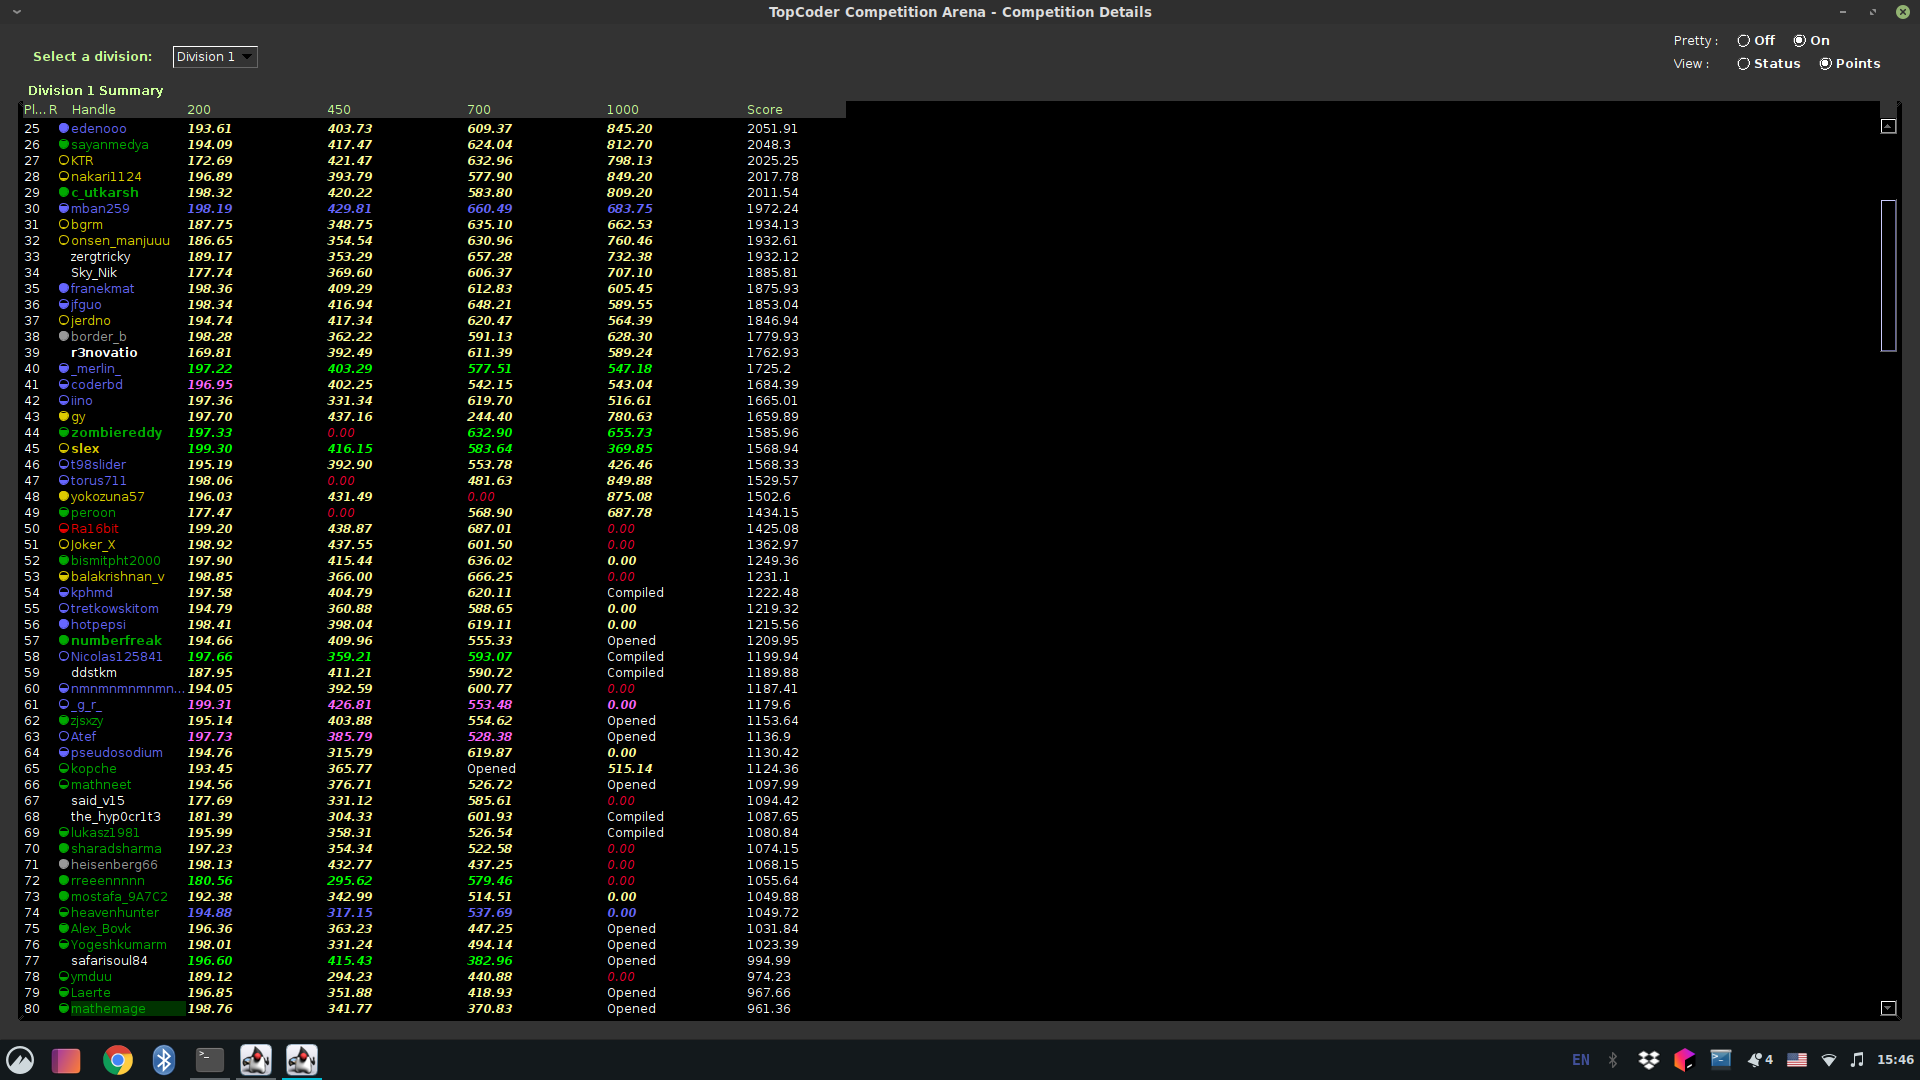 TopCoder Competition Arena - Competition Details
Pretty : Off On
Select a division: Division 1
View : Status Points
Division 1 Summary
Pl... R Handle 200 450 700 1000 Score
25 edenooo 193.61 403.73 609.37 845.20 2051.91
26 sayanmedya 194.09 417.47 624.04 812.70 2048.3
27 KTR 172.69 421.47 632.96 798.13 2025.25
28 nakari1124 196.89 393.79 577.90 849.20 2017.78
29 c_utkarsh 198.32 420.22 583.80 809.20 2011.54
30 mban259 198.19 429.81 660.49 683.75 1972.24
31 bgrm 187.75 348.75 635.10 662.53 1934.13
32 onsen_manjuuu 186.65 354.54 630.96 760.46 1932.61
33 zergtricky 189.17 353.29 657.28 732.38 1932.12
34 Sky_Nik 177.74 369.60 606.37 707.10 1885.81
35 franekmat 198.36 409.29 612.83 605.45 1875.93
36 jfguo 198.34 416.94 648.21 589.55 1853.04
37 jerdno 194.74 417.34 620.47 564.39 1846.94
38 border_b 198.28 362.22 591.13 628.30 1779.93
39 r3novatio 169.81 392.49 611.39 589.24 1762.93
40 _merlin_ 197.22 403.29 577.51 547.18 1725.2
41 coderbd 196.95 402.25 542.15 543.04 1684.39
42 iino 197.36 331.34 619.70 516.61 1665.01
43 gy 197.70 437.16 244.40 780.63 1659.89
44 zombiereddy 197.33 0.00 632.90 655.73 1585.96
45 slex 199.30 416.15 583.64 369.85 1568.94
46 t98slider 195.19 392.90 553.78 426.46 1568.33
47 torus711 198.06 0.00 481.63 849.88 1529.57
48 yokozuna57 196.03 431.49 0.00 875.08 1502.6
49 peroon 177.47 0.00 568.90 687.78 1434.15
50 Ra16bit 199.20 438.87 687.01 0.00 1425.08
51 Joker_X 198.92 437.55 601.50 0.00 1362.97
52 bismitpht2000 197.90 415.44 636.02 0.00 1249.36
53 balakrishnan_v 198.85 366.00 666.25 0.00 1231.1
54 kphmd 197.58 404.79 620.11 Compiled 1222.48
55 tretkowskitom 194.79 360.88 588.65 0.00 1219.32
56 hotpepsi 198.41 398.04 619.11 0.00 1215.56
57 numberfreak 194.66 409.96 555.33 Opened 1209.95
58 Nicolas125841 197.66 359.21 593.07 Compiled 1199.94
59 ddstkm 187.95 411.21 590.72 Compiled 1189.88
60 nmnmnmnmnmn... 194.05 392.59 600.77 0.00 1187.41
61 _g_r_ 199.31 426.81 553.48 0.00 1179.6
62 zjsxzy 195.14 403.88 554.62 Opened 1153.64
63 Atef 197.73 385.79 528.38 Opened 1136.9
64 pseudosodium 194.76 315.79 619.87 0.00 1130.42
65 kopche 193.45 365.77 Opened 515.14 1124.36
66 mathneet 194.56 376.71 526.72 Opened 1097.99
67 said_v15 177.69 331.12 585.61 0.00 1094.42
68 the_hyp0cr1t3 181.39 304.33 601.93 Compiled 1087.65
69 lukasz1981 195.99 358.31 526.54 Compiled 1080.84
70 sharadsharma 197.23 354.34 522.58 0.00 1074.15
71 heisenberg66 198.13 432.77 437.25 0.00 1068.15
72 rreeennnnn 180.56 295.62 579.46 0.00 1055.64
73 mostafa_9A7C2 192.38 342.99 514.51 0.00 1049.88
74 heavenhunter 194.88 317.15 537.69 0.00 1049.72
75 Alex_Bovk 196.36 363.23 447.25 Opened 1031.84
76 Yogeshkumarm 198.01 331.24 494.14 Opened 1023.39
77 safarisoul84 196.60 415.43 382.96 Opened 994.99
78 ymduu 189.12 294.23 440.88 0.00 974.23
79 Laerte 196.85 351.88 418.93 Opened 967.66
80 mathemage 198.76 341.77 370.83 Opened 961.36
EN 4 15:46